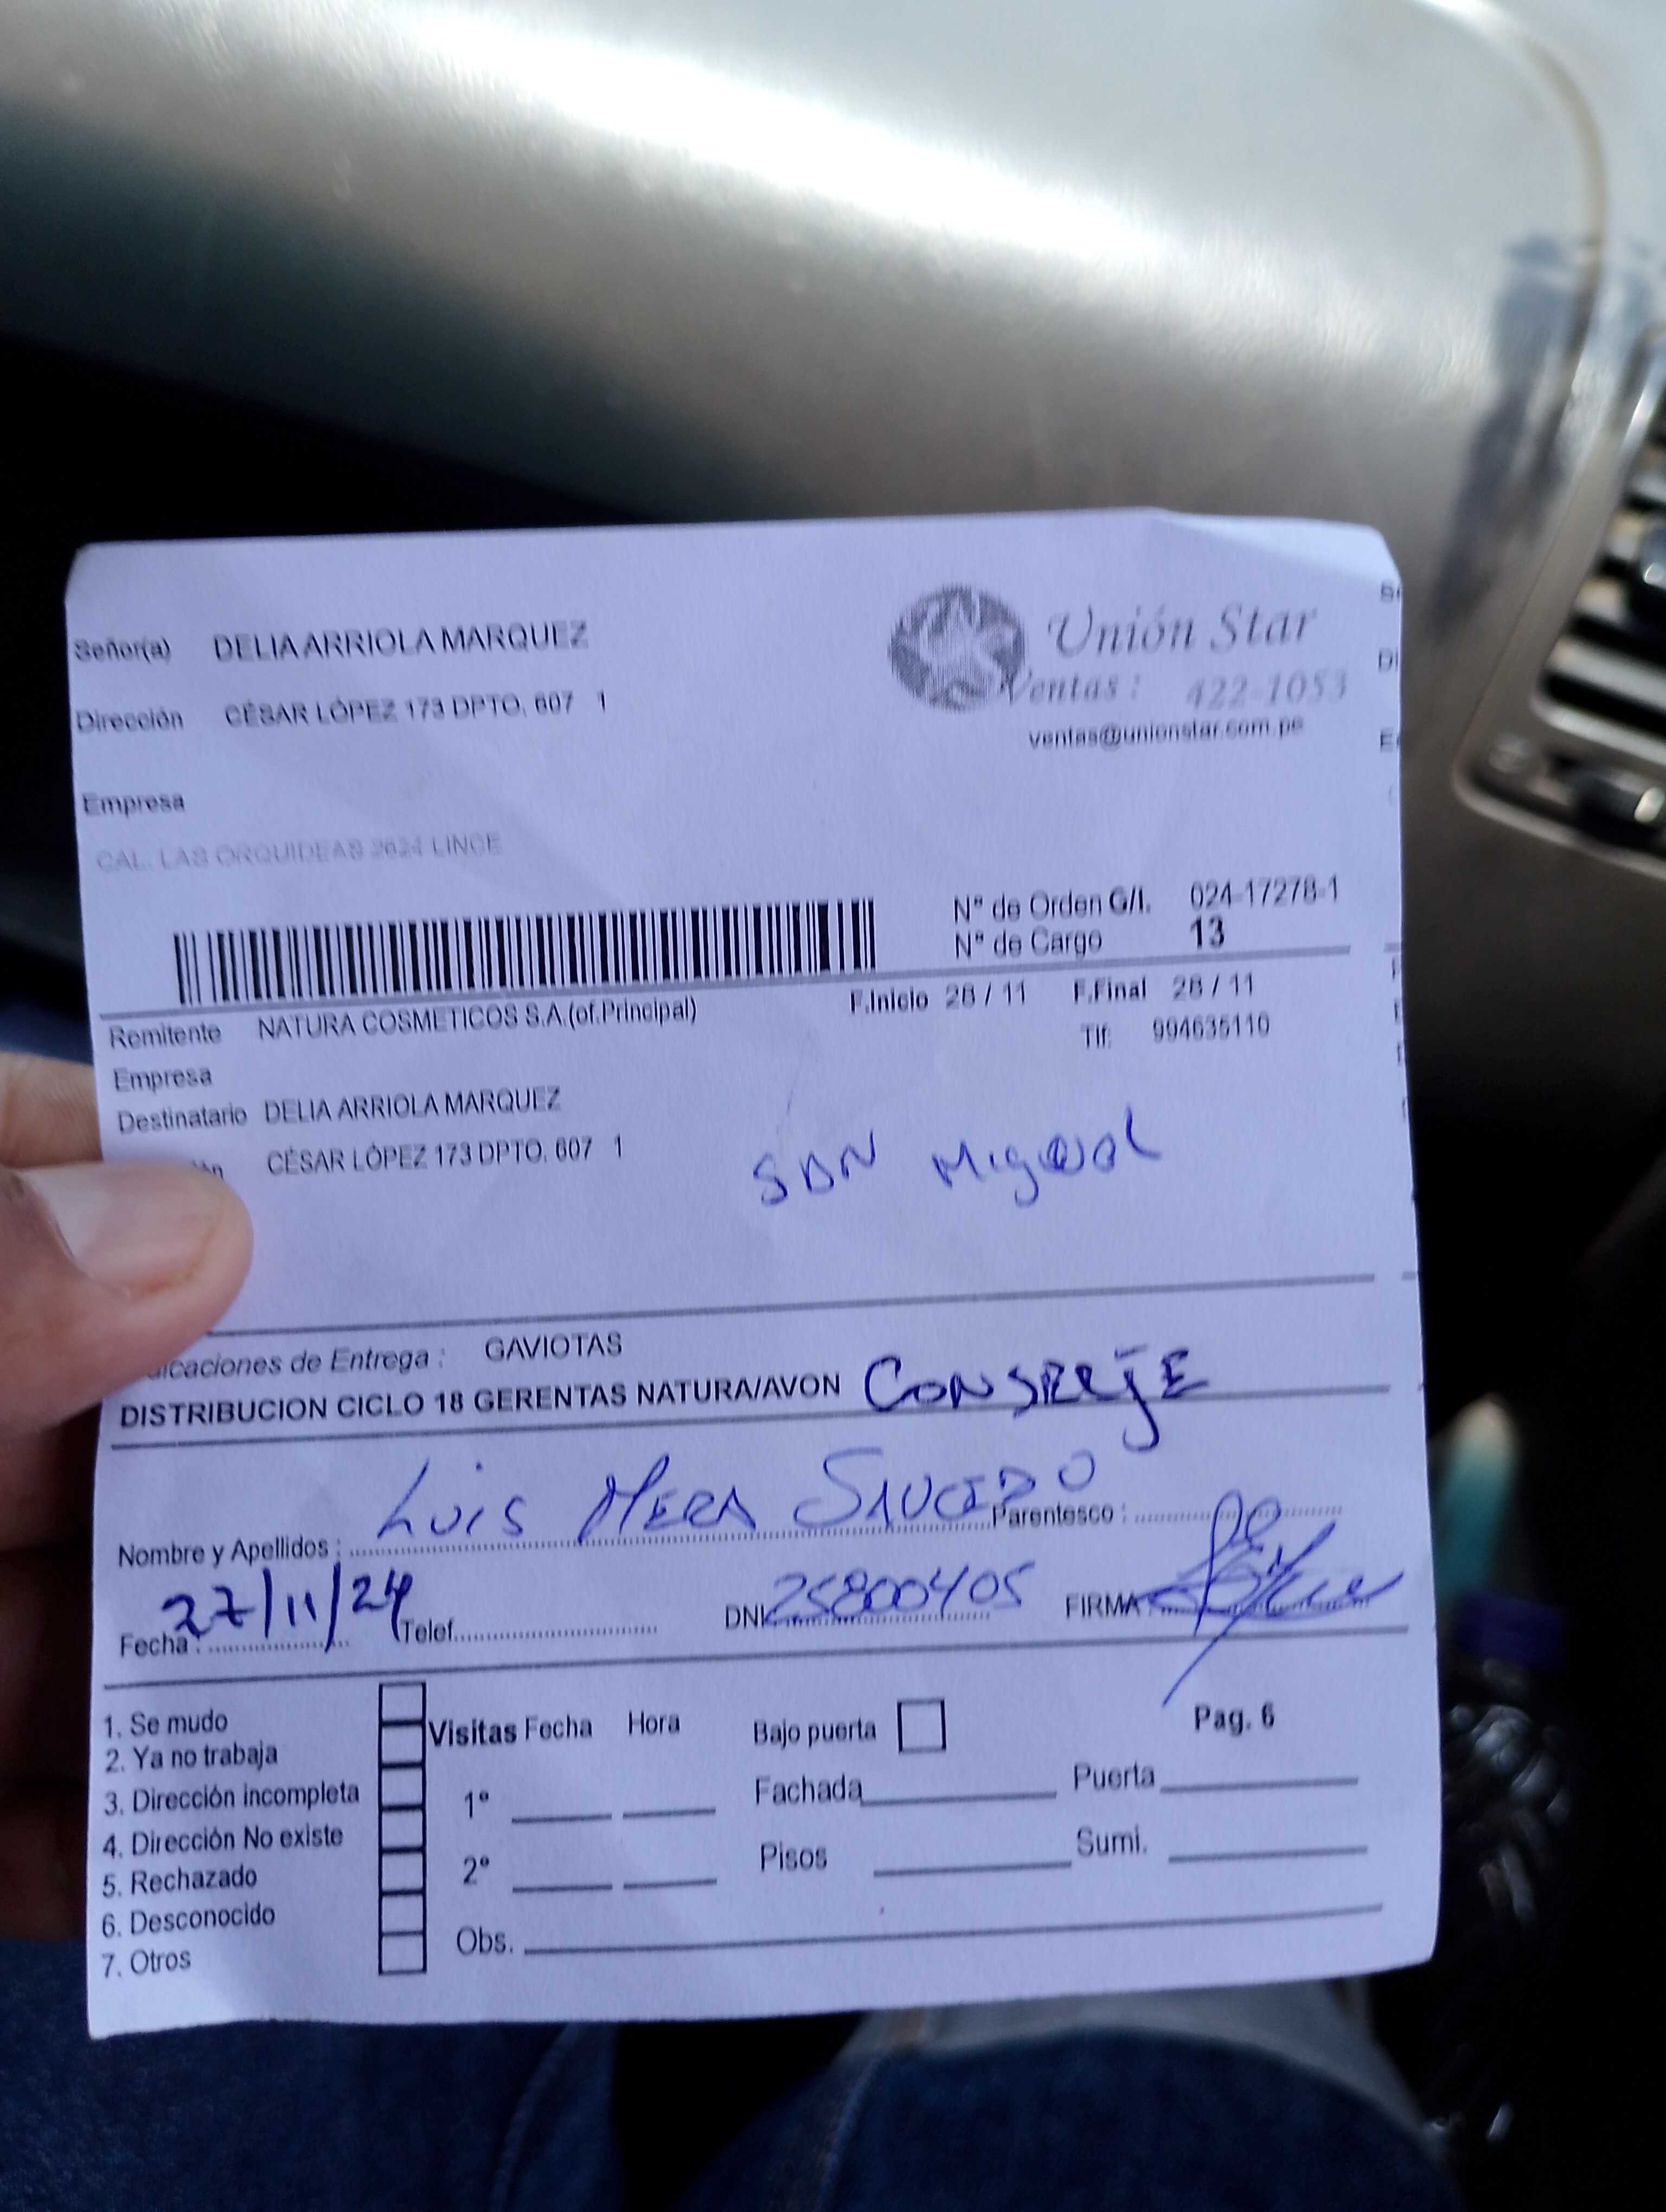 Señor(a) DELIA ARRIOLA MARQUEZ
Unión Star
Dirección CÉSAR LÓPEZ 173 DPTO. 607 1
Ventas: 422-1053
ventas@unionstar.com.pe
Empresa
CAL. LAS ORQUIDEAS 2624 LINCE
N° de Orden G/I. 024-17278-1
N° de Cargo 13
F.Inicio 28 / 11 F.Final 28 / 11
Remitente NATURA COSMETICOS S.A.(of.Principal)
Tlf: 994635110
Empresa
Destinatario DELIA ARRIOLA MARQUEZ
CÉSAR LÓPEZ 173 DPTO. 607 1
SAN Miguel
icaciones de Entrega : GAVIOTAS
DISTRIBUCION CICLO 18 GERENTAS NATURA/AVON CONSERJE
Nombre y Apellidos : LUIS MERA SAUCEDO Parentesco :
Fecha : 27/11/24 Telef. DNI 25800405 FIRMA
1. Se mudo
2. Ya no trabaja
3. Dirección incompleta
4. Dirección No existe
5. Rechazado
6. Desconocido
7. Otros
Visitas Fecha Hora
1°
2°
Obs.
Bajo puerta
Pag. 6
Fachada Puerta
Pisos Sumi.